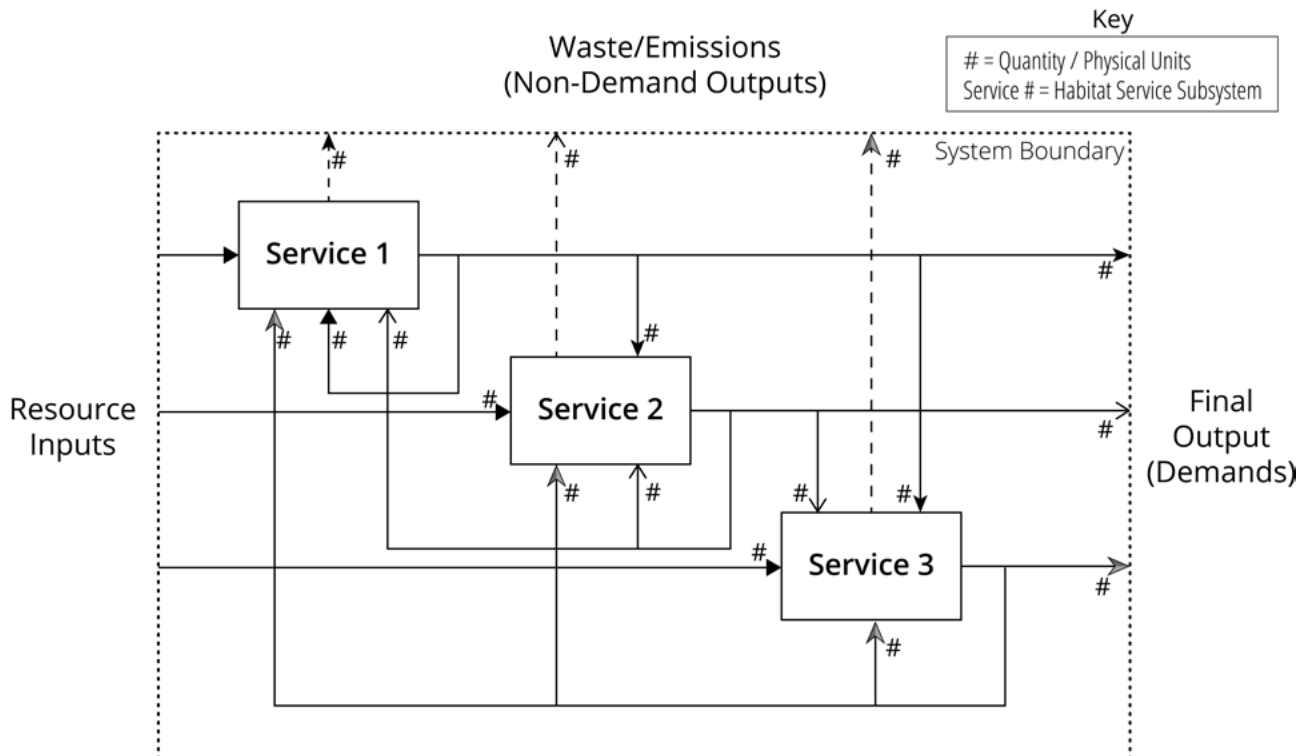 Key
# = Quantity / Physical Units
Service # = Habitat Service Subsystem
Waste/Emissions
(Non-Demand Outputs)
System Boundary
#
#
#
Service 1
#
#
#
#
#
Resource
Inputs
#
Service 2
#
Final
Output
(Demands)
#
#
#
#
#
Service 3
#
#